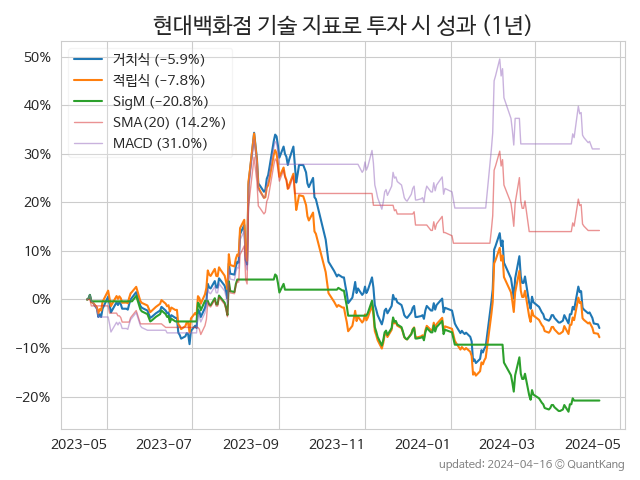 현대백화점 기술 지표로 투자 시 성과 (1년)
거치식 (−5.9%)
적립식 (−7.8%)
SigM (−20.8%)
SMA(20) (14.2%)
MACD (31.0%)
50%
40%
30%
20%
10%
0%
−10%
−20%
2023-05 2023-07 2023-09 2023-11 2024-01 2024-03 2024-05
updated: 2024-04-16 © QuantKang